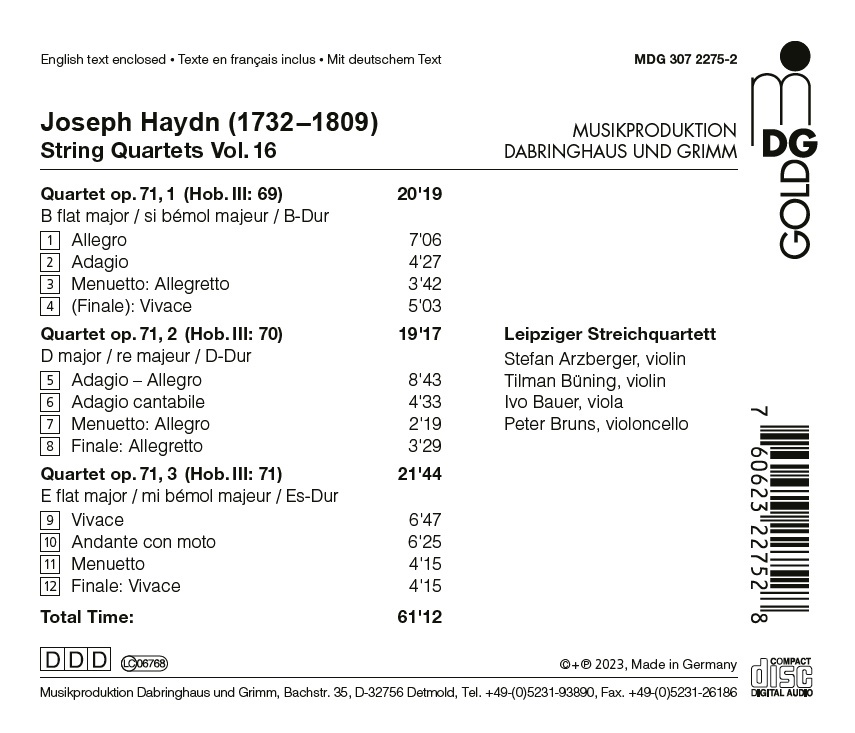 English text enclosed • Texte en français inclus • Mit deutschem Text
MDG 307 2275-2
Joseph Haydn (1732–1809)
String Quartets Vol. 16
MUSIKPRODUKTION
DABRINGHAUS UND GRIMM
m
DG
GOLD
Quartet op. 71, 1 (Hob. III: 69) 20'19
B flat major / si bémol majeur / B-Dur
1 Allegro 7'06
2 Adagio 4'27
3 Menuetto: Allegretto 3'42
4 (Finale): Vivace 5'03
Quartet op. 71, 2 (Hob. III: 70) 19'17
D major / re majeur / D-Dur
5 Adagio – Allegro 8'43
6 Adagio cantabile 4'33
7 Menuetto: Allegro 2'19
8 Finale: Allegretto 3'29
Quartet op. 71, 3 (Hob. III: 71) 21'44
E flat major / mi bémol majeur / Es-Dur
9 Vivace 6'47
10 Andante con moto 6'25
11 Menuetto 4'15
12 Finale: Vivace 4'15
Total Time: 61'12
Leipziger Streichquartett
Stefan Arzberger, violin
Tilman Büning, violin
Ivo Bauer, viola
Peter Bruns, violoncello
7 60623 22752 8
DDD
LC 06768
©+℗ 2023, Made in Germany
COMPACT
disc
DIGITAL AUDIO
Musikproduktion Dabringhaus und Grimm, Bachstr. 35, D-32756 Detmold, Tel. +49-(0)5231-93890, Fax. +49-(0)5231-26186